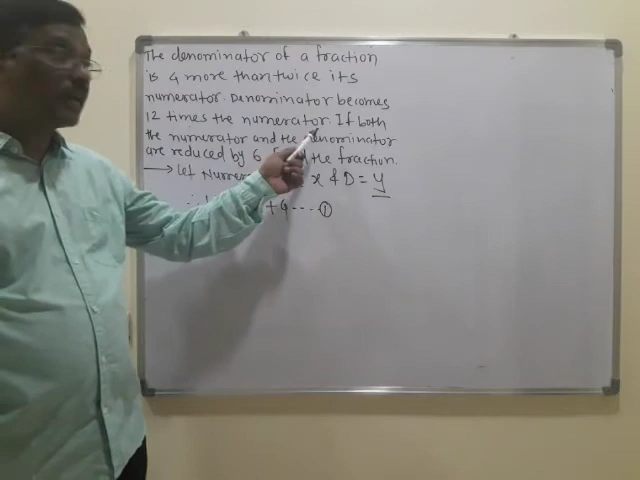 The denominator of a fraction
is 4 more than twice its
numerator. Denominator becomes
12 times the numerator. If both
the numerator and the denominator
are reduced by 6. the fraction.
→ Let Numer x & D = y
+4 ---- ①